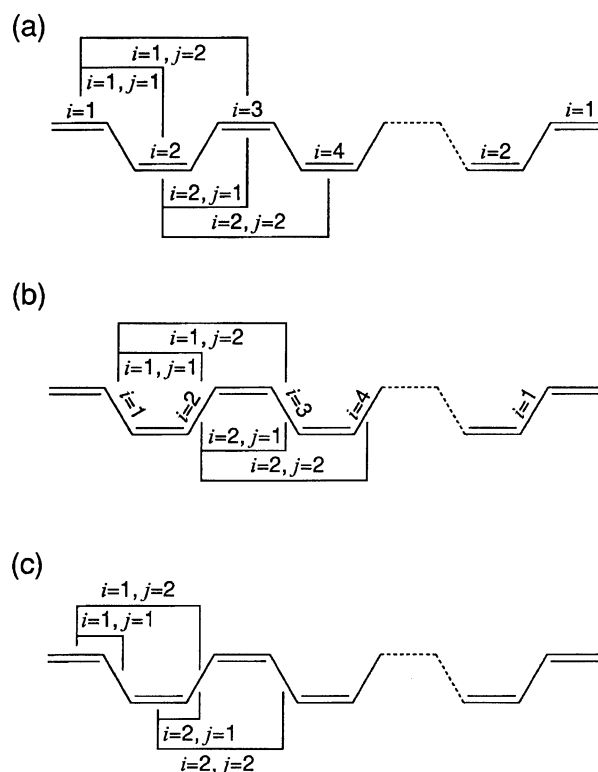 (a)
i=1, j=2
i=1, j=1
i=1 i=3 i=1
i=2 i=4 i=2
i=2, j=1
i=2, j=2
(b)
i=1, j=2
i=1, j=1
i=1 i=2 i=3 i=4 i=1
i=2, j=1
i=2, j=2
(c)
i=1, j=2
i=1, j=1
i=2, j=1
i=2, j=2